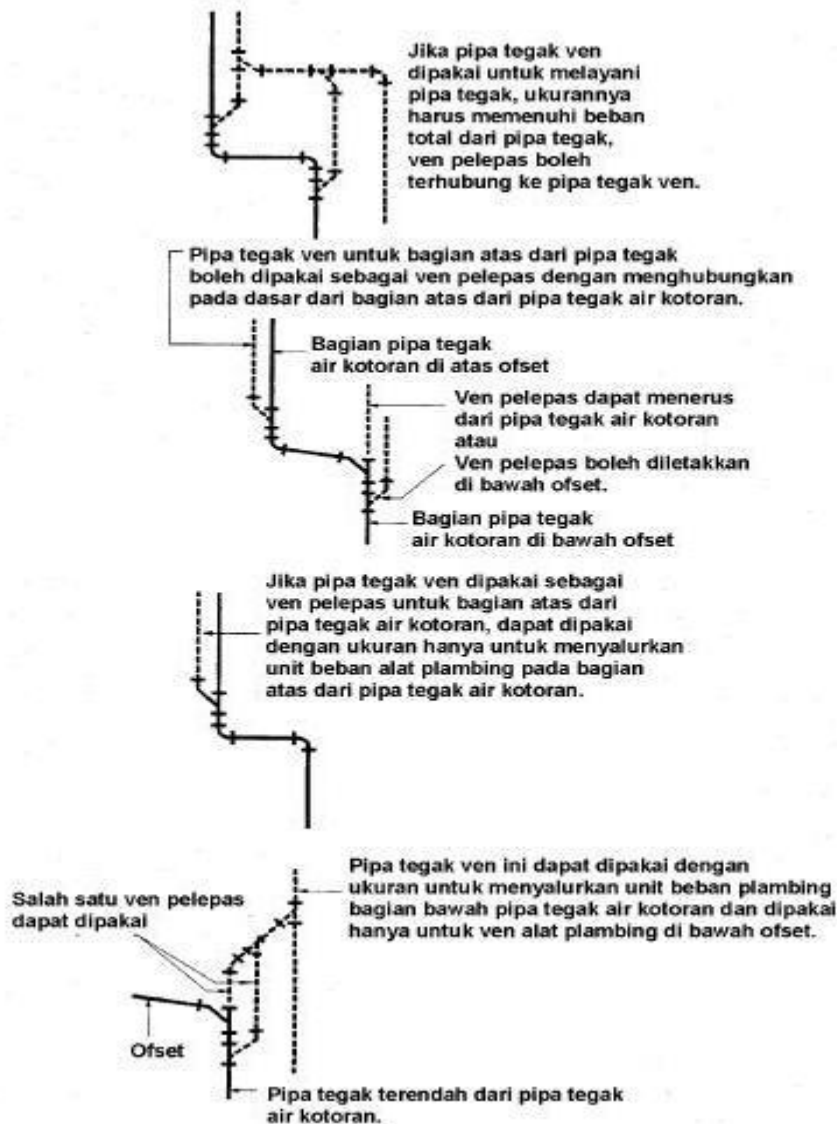 Jika pipa tegak ven
dipakai untuk melayani
pipa tegak, ukurannya
harus memenuhi beban
total dari pipa tegak,
ven pelepas boleh
terhubung ke pipa tegak ven.
Pipa tegak ven untuk bagian atas dari pipa tegak
boleh dipakai sebagai ven pelepas dengan menghubungkan
pada dasar dari bagian atas dari pipa tegak air kotoran.
Bagian pipa tegak
air kotoran di atas ofset
Ven pelepas dapat menerus
dari pipa tegak air kotoran
atau
Ven pelepas boleh diletakkan
di bawah ofset.
Bagian pipa tegak
air kotoran di bawah ofset
Jika pipa tegak ven dipakai sebagai
ven pelepas untuk bagian atas dari
pipa tegak air kotoran, dapat dipakai
dengan ukuran hanya untuk menyalurkan
unit beban alat plambing pada bagian
atas dari pipa tegak air kotoran.
Pipa tegak ven ini dapat dipakai dengan
ukuran untuk menyalurkan unit beban plambing
bagian bawah pipa tegak air kotoran dan dipakai
hanya untuk ven alat plambing di bawah ofset.
Salah satu ven pelepas
dapat dipakai
Ofset
Pipa tegak terendah dari pipa tegak
air kotoran.